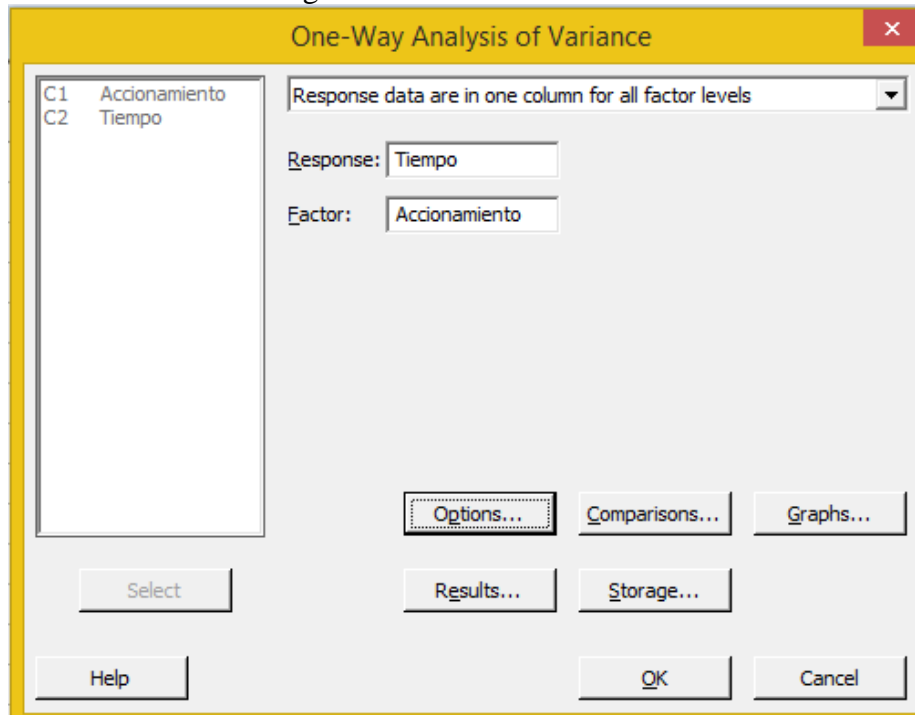 One-Way Analysis of Variance
C1 Accionamiento
C2 Tiempo
Response data are in one column for all factor levels
Response: Tiempo
Factor: Accionamiento
Options... Comparisons... Graphs...
Select Results... Storage...
Help OK Cancel